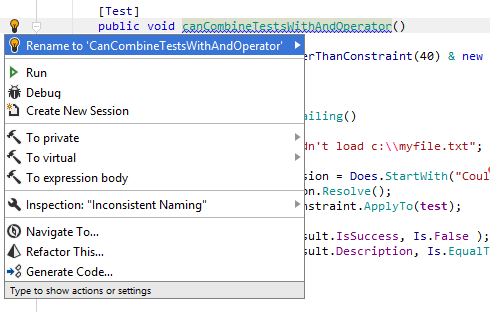 [Test]
public void canCombineTestsWithAndOperator()
Rename to 'CanCombineTestsWithAndOperator'
erThanConstraint(40) & new
Run
Debug
Create New Session
ailing()
To private
dn't load c:\\myfile.txt";
To virtual
sion = Does.StartWith("Coul
To expression body
on.Resolve();
Inspection: "Inconsistent Naming"
nstraint.ApplyTo(test);
Navigate To...
sult.IsSuccess, Is.False );
Refactor This...
sult.Description, Is.EqualT
Generate Code...
Type to show actions or settings